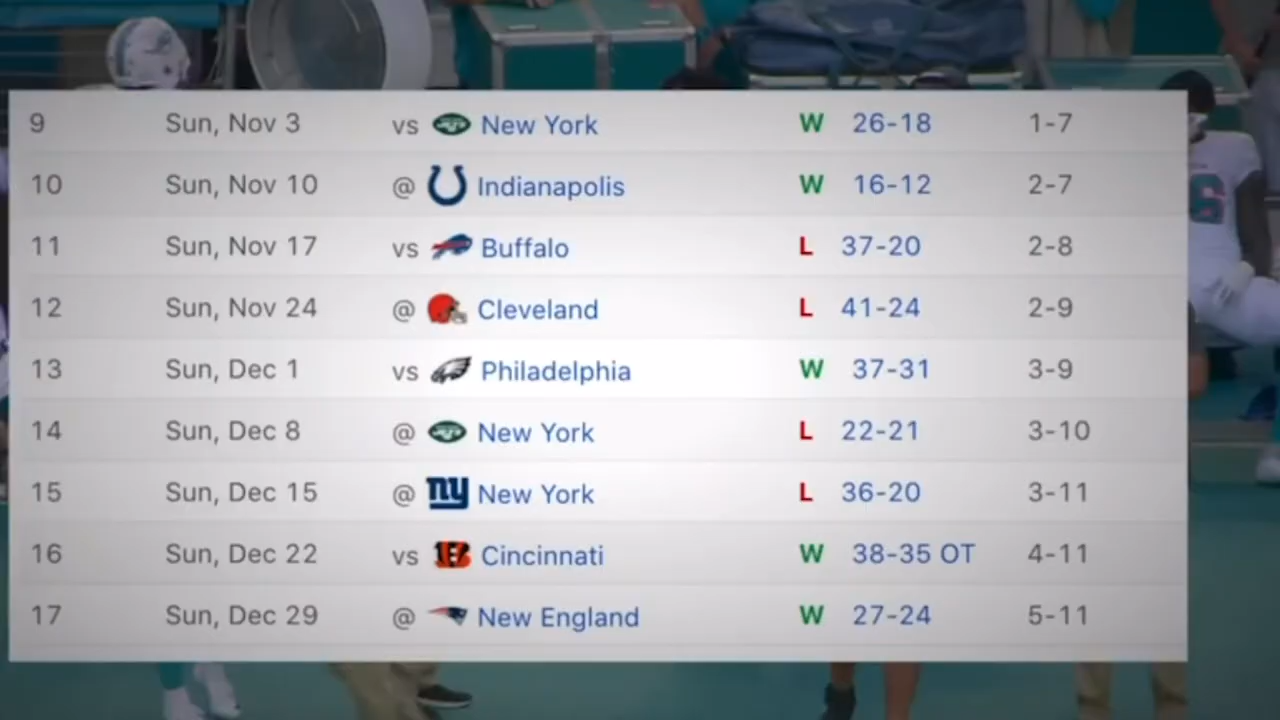 9 Sun, Nov 3 vs New York W 26-18 1-7
10 Sun, Nov 10 @ Indianapolis W 16-12 2-7
11 Sun, Nov 17 vs Buffalo L 37-20 2-8
12 Sun, Nov 24 @ Cleveland L 41-24 2-9
13 Sun, Dec 1 vs Philadelphia W 37-31 3-9
14 Sun, Dec 8 @ New York L 22-21 3-10
15 Sun, Dec 15 @ ny New York L 36-20 3-11
16 Sun, Dec 22 vs Cincinnati W 38-35 OT 4-11
17 Sun, Dec 29 @ New England W 27-24 5-11